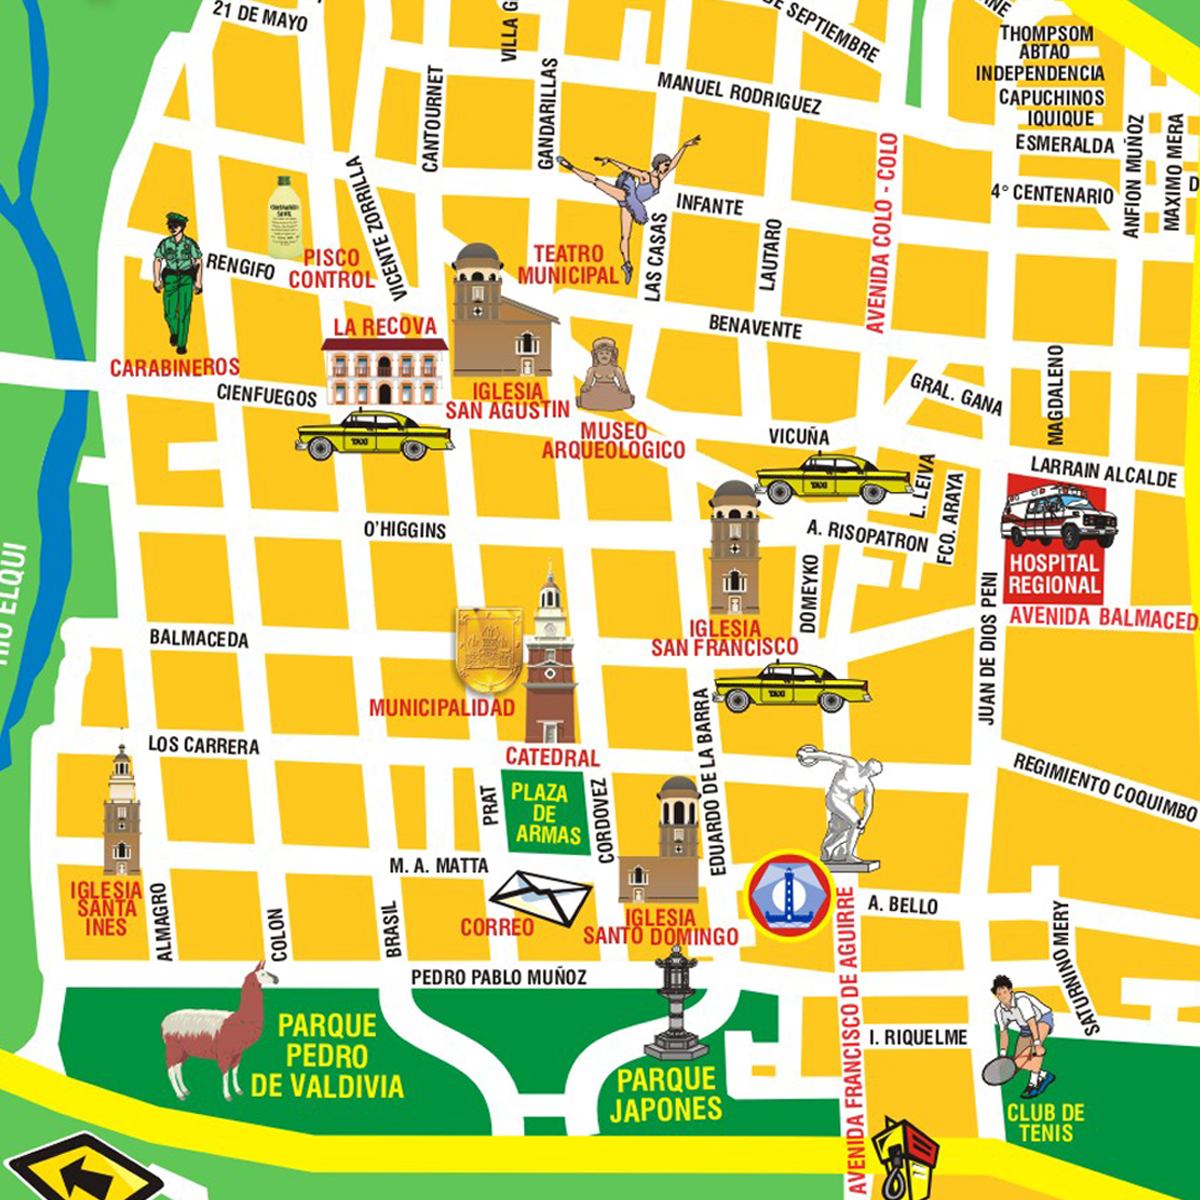 21 DE MAYO
VILLA G
DE SEPTIEMBRE
THOMPSOM
ABTAO
INDEPENDENCIA
CAPUCHINOS
IQUIQUE
ESMERALDA
4° CENTENARIO
ANFION MUÑOZ
MAXIMO MERA
D
MANUEL RODRIGUEZ
CANTOURNET
GANDARILLAS
VICENTE ZORRILLA
INFANTE
LAS CASAS
LAUTARO
AVENIDA COLO - COLO
RENGIFO
PISCO
CONTROL
TEATRO
MUNICIPAL
BENAVENTE
LA RECOVA
CARABINEROS
CIENFUEGOS
IGLESIA
SAN AGUSTIN
MUSEO
ARQUEOLOGICO
GRAL. GANA
MAGDALENO
VICUÑA
LARRAIN ALCALDE
TAXI
TAXI
L. LEIVA
FCO. ARAYA
O'HIGGINS
A. RISOPATRON
DOMEYKO
HOSPITAL
REGIONAL
AVENIDA BALMACED
JUAN DE DIOS PENI
RIO ELQUI
BALMACEDA
IGLESIA
SAN FRANCISCO
TAXI
MUNICIPALIDAD
CATEDRAL
LOS CARRERA
EDUARDO DE LA BARRA
REGIMIENTO COQUIMBO
PRAT
PLAZA
DE
ARMAS
CORDOVEZ
M. A. MATTA
IGLESIA
SANTA
INES
ALMAGRO
COLON
BRASIL
CORREO
IGLESIA
SANTO DOMINGO
A. BELLO
SATURNINO MERY
PEDRO PABLO MUÑOZ
AVENIDA FRANCISCO DE AGUIRRE
I. RIQUELME
PARQUE
PEDRO
DE VALDIVIA
PARQUE
JAPONES
CLUB DE
TENIS